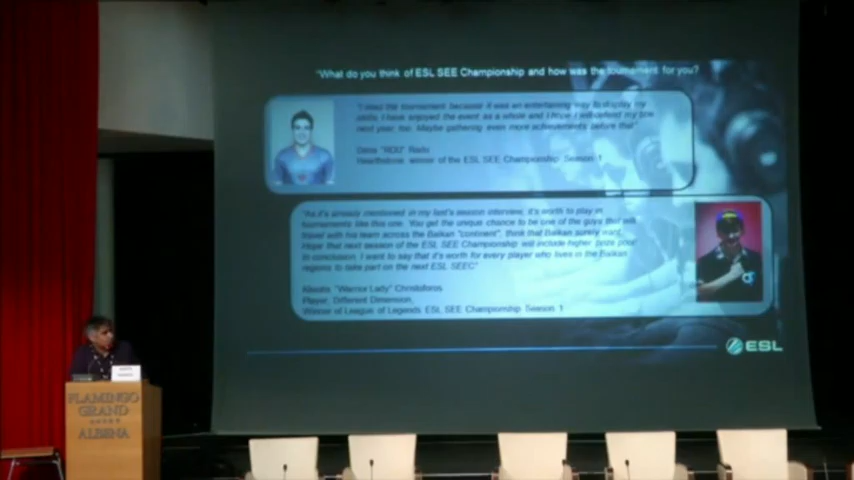 "What do you think of ESL SEE Championship and how was the tournament for you?
"I liked the tournament because it was an entertaining way to display my
skills. I have enjoyed the event as a whole and I hope I will defend my title
next year, too. Maybe gathering even more achievements before that"
"RDU" Radu
Hearthstone winner of the ESL SEE Championship Season 1
"As it's already mentioned in my last's season interview, it's worth to play in
tournaments like this one. You get the unique chance to be one of the guys that will
travel with his team across the Balkan "continent", think that Balkan surely want
Hope that next season of the ESL SEE Championship will include higher prize pool
In conclusion, I want to say that it's worth for every player who lives in the Balkan
regions to take part on the next ESL SEEC"
"Warrior Lady" Christoforos
Player, Different Dimension,
Winner of League of Legends ESL SEE Championship Season 1
ESL
FLAMINGO
GRAND
ALBENA